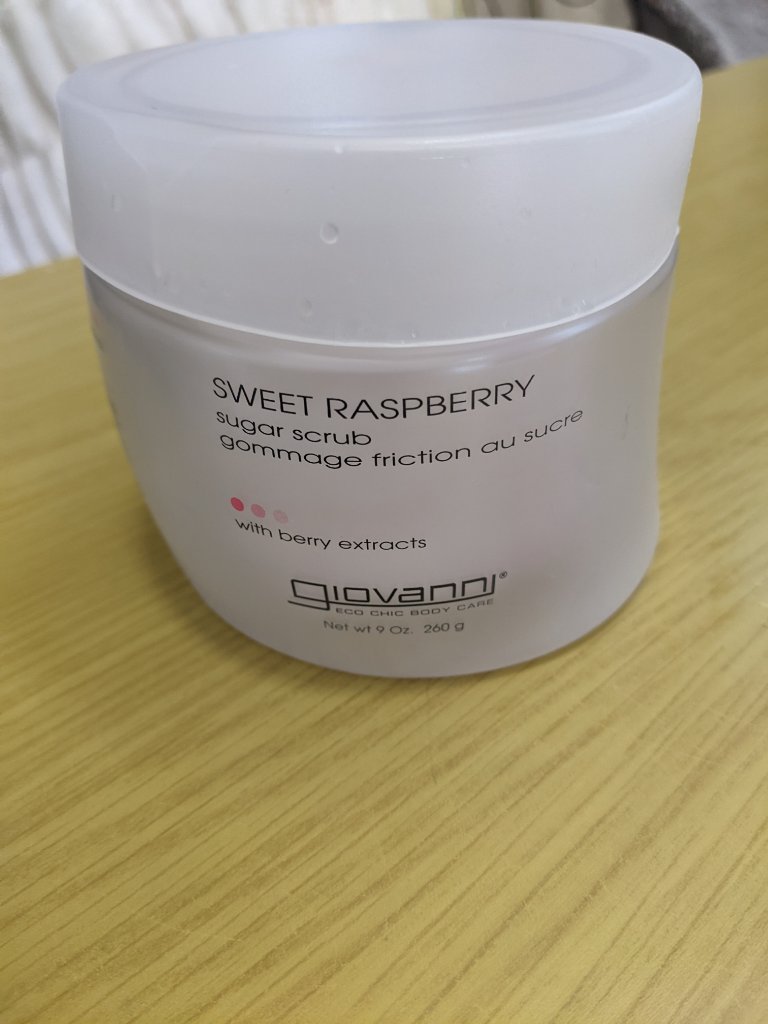 SWEET RASPBERRY
sugar scrub
gommage friction au sucre
with berry extracts
giovanni®
ECO CHIC BODY CARE
Net wt 9 Oz. 260 g